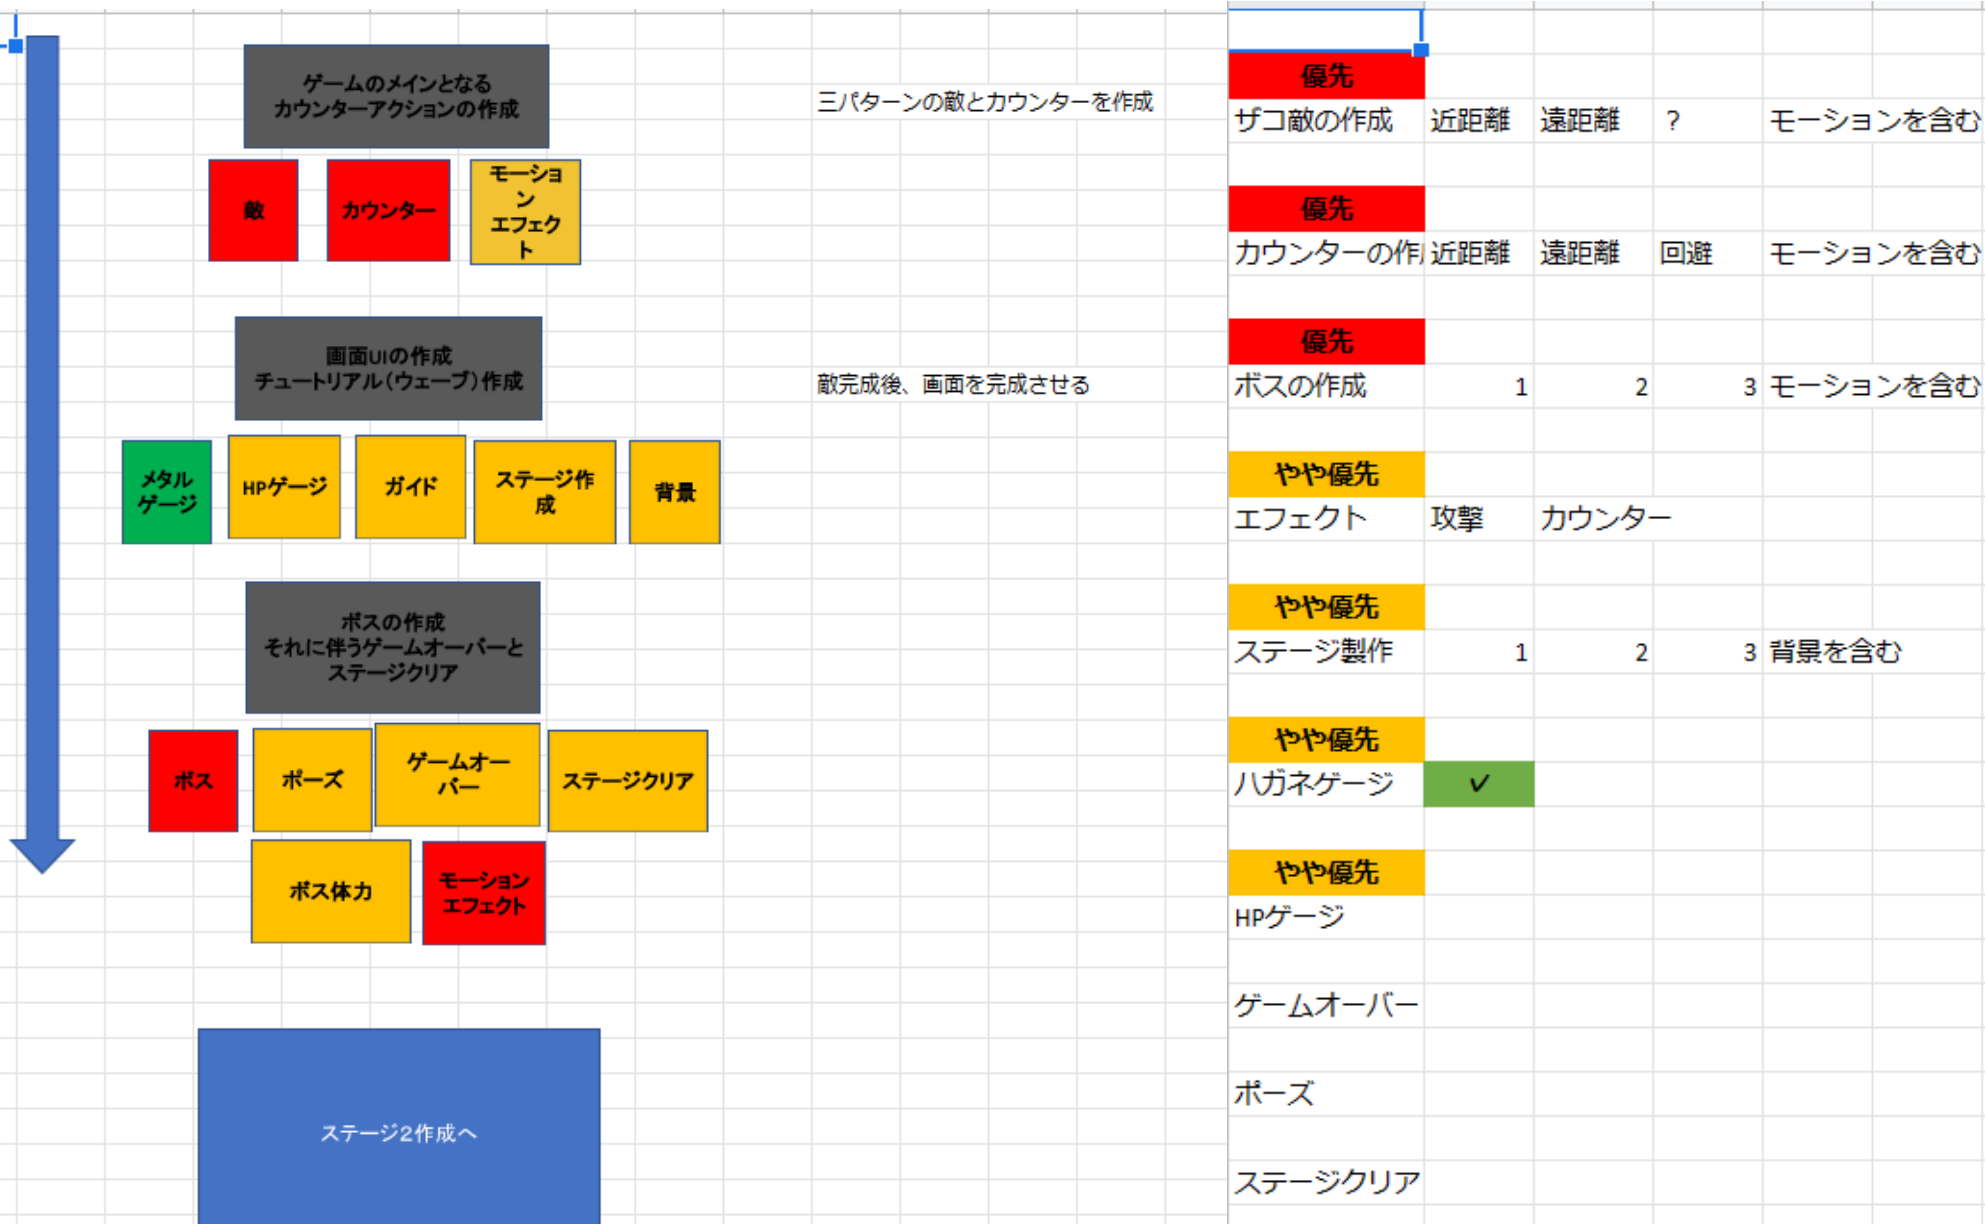 ゲームのメインとなる
カウンターアクションの作成
三パターンの敵とカウンターを作成
敵
カウンター
モーショ
ン
エフェク
ト
画面UIの作成
チュートリアル(ウェーブ)作成
敵完成後、画面を完成させる
メタル
ゲージ
HPゲージ
ガイド
ステージ作
成
背景
ボスの作成
それに伴うゲームオーバーと
ステージクリア
ボス
ポーズ
ゲームオー
バー
ステージクリア
ボス体力
モーション
エフェクト
ステージ2作成へ
優先
ザコ敵の作成 近距離 遠距離 ? モーションを含む
優先
カウンターの作 近距離 遠距離 回避 モーションを含む
優先
ボスの作成 1 2 3 モーションを含む
やや優先
エフェクト 攻撃 カウンター
やや優先
ステージ製作 1 2 3 背景を含む
やや優先
ハガネゲージ ✓
やや優先
HPゲージ
ゲームオーバー
ポーズ
ステージクリア